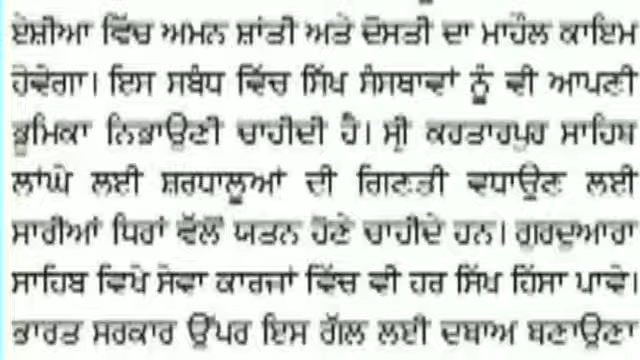 ਏਸ਼ੀਆ ਵਿੱਚ ਅਮਨ ਸ਼ਾਂਤੀ ਅਤੇ ਦੋਸਤੀ ਦਾ ਮਾਹੌਲ ਕਾਇਮ
ਹੋਵੇਗਾ। ਇਸ ਸਬੰਧ ਵਿੱਚ ਸਿੱਖ ਸੰਸਥਾਵਾਂ ਨੂੰ ਵੀ ਆਪਣੀ
ਭੂਮਿਕਾ ਨਿਭਾਉਣੀ ਚਾਹੀਦੀ ਹੈ। ਸ੍ਰੀ ਕਰਤਾਰਪੁਰ ਸਾਹਿਬ
ਲਾਂਘੇ ਲਈ ਸ਼ਰਧਾਲੂਆਂ ਦੀ ਗਿਣਤੀ ਵਧਾਉਣ ਲਈ
ਸਾਰੀਆਂ ਧਿਰਾਂ ਵੱਲੋਂ ਯਤਨ ਹੋਣੇ ਚਾਹੀਦੇ ਹਨ। ਗੁਰਦੁਆਰਾ
ਸਾਹਿਬ ਵਿਖੇ ਸੇਵਾ ਕਾਰਜਾਂ ਵਿੱਚ ਵੀ ਹਰ ਸਿੱਖ ਹਿੱਸਾ ਪਾਵੇ।
ਭਾਰਤ ਸਰਕਾਰ ਉੱਪਰ ਇਸ ਗੱਲ ਲਈ ਦਬਾਅ ਬਣਾਉਣਾ